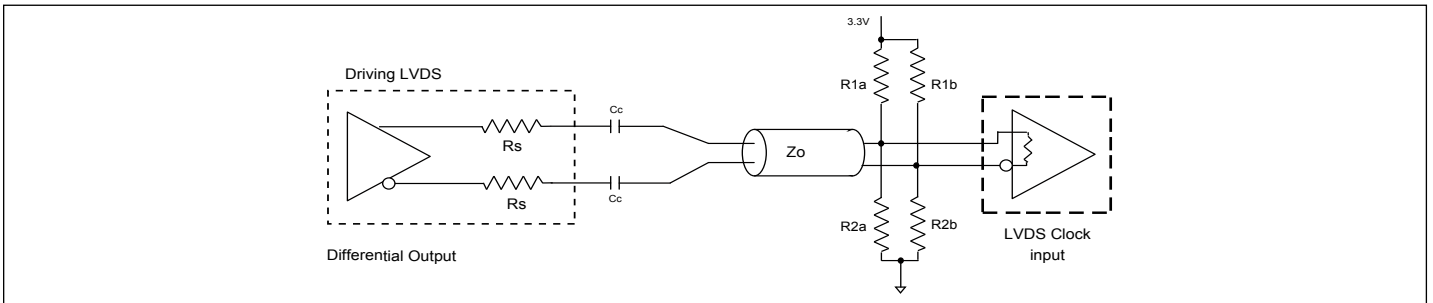 3.3V
Driving LVDS
R1a
R1b
Cc
Rs
Zo
Rs
Cc
R2a
R2b
LVDS Clock
input
Differential Output